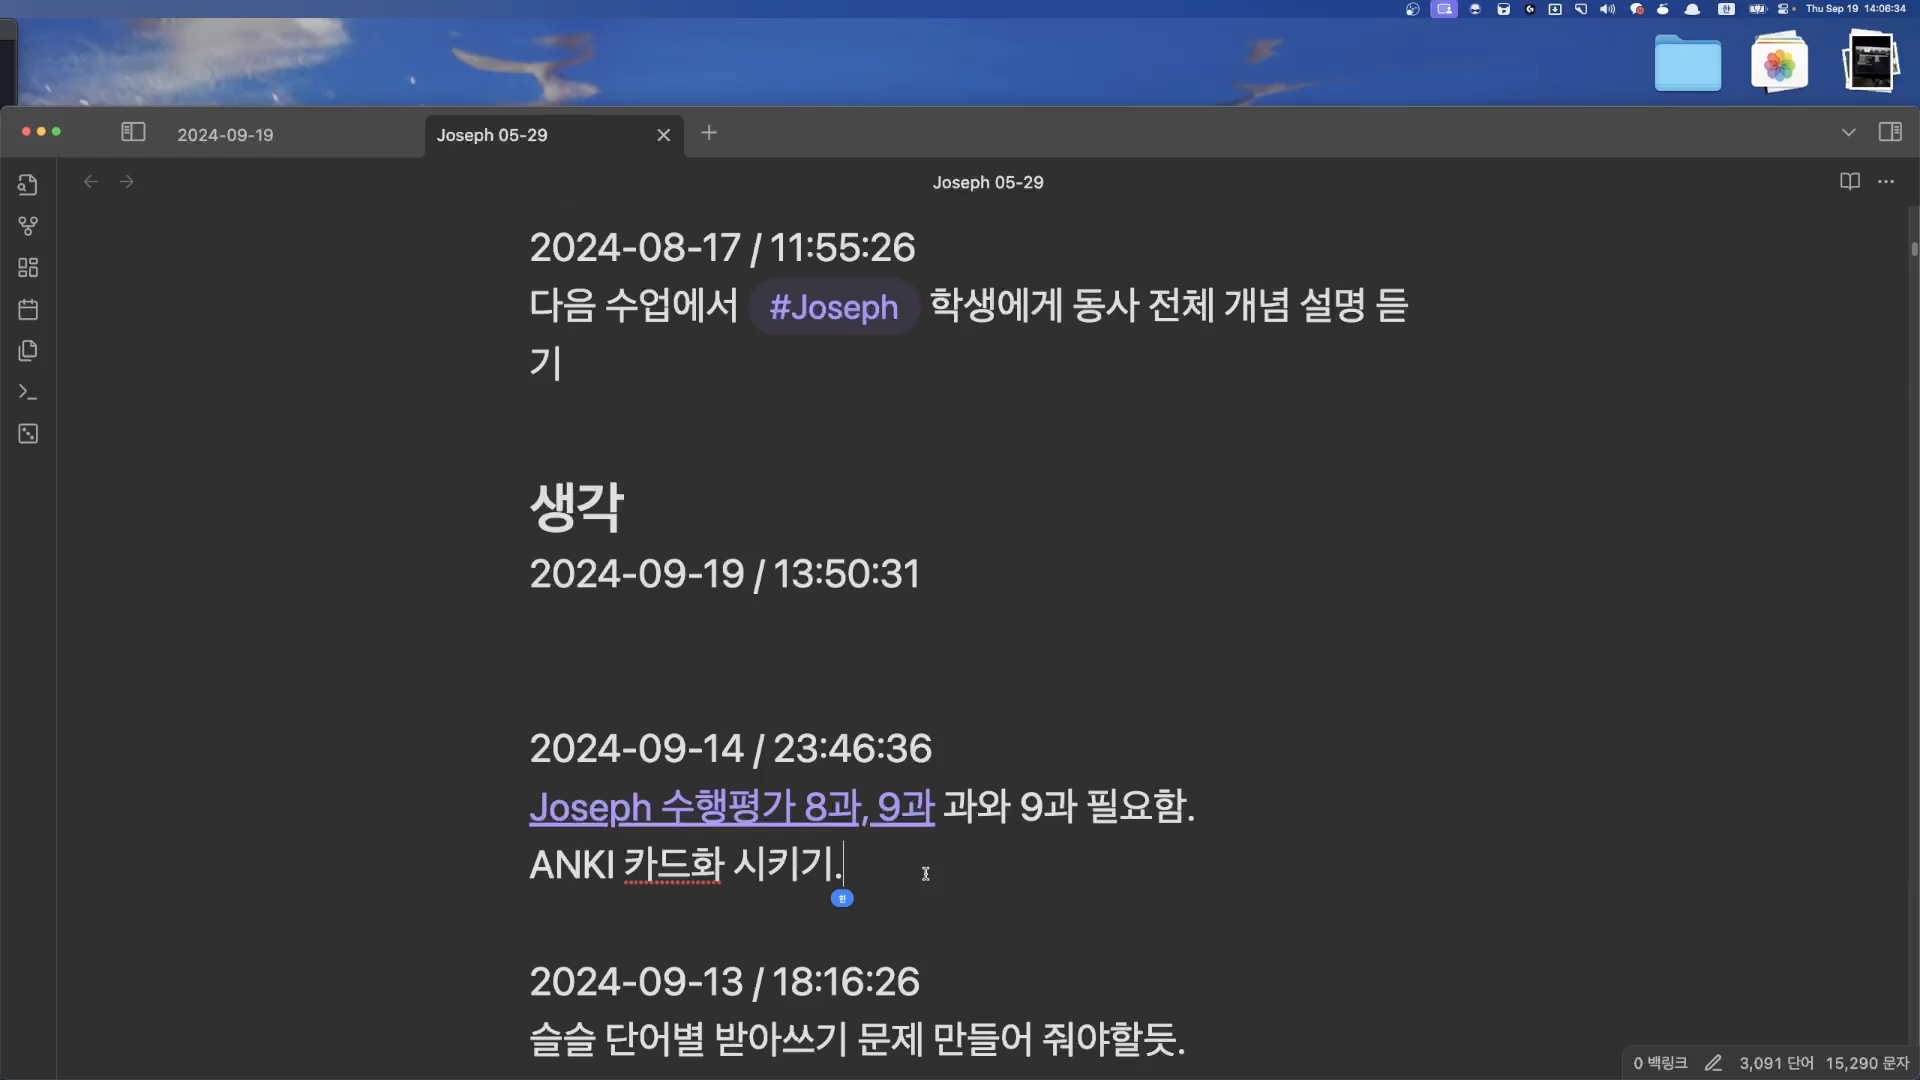 Thu Sep 19 14:06:34
2024-09-19
Joseph 05-29
Joseph 05-29
2024-08-17 / 11:55:26
다음 수업에서 #Joseph 학생에게 동사 전체 개념 설명 듣
기
생각
2024-09-19 / 13:50:31
2024-09-14 / 23:46:36
Joseph 수행평가 8과, 9과 과와 9과 필요함.
ANKI 카드화 시키기.
한
2024-09-13 / 18:16:26
슬슬 단어별 받아쓰기 문제 만들어 줘야할듯.
0 백링크 3,091 단어 15,290 문자